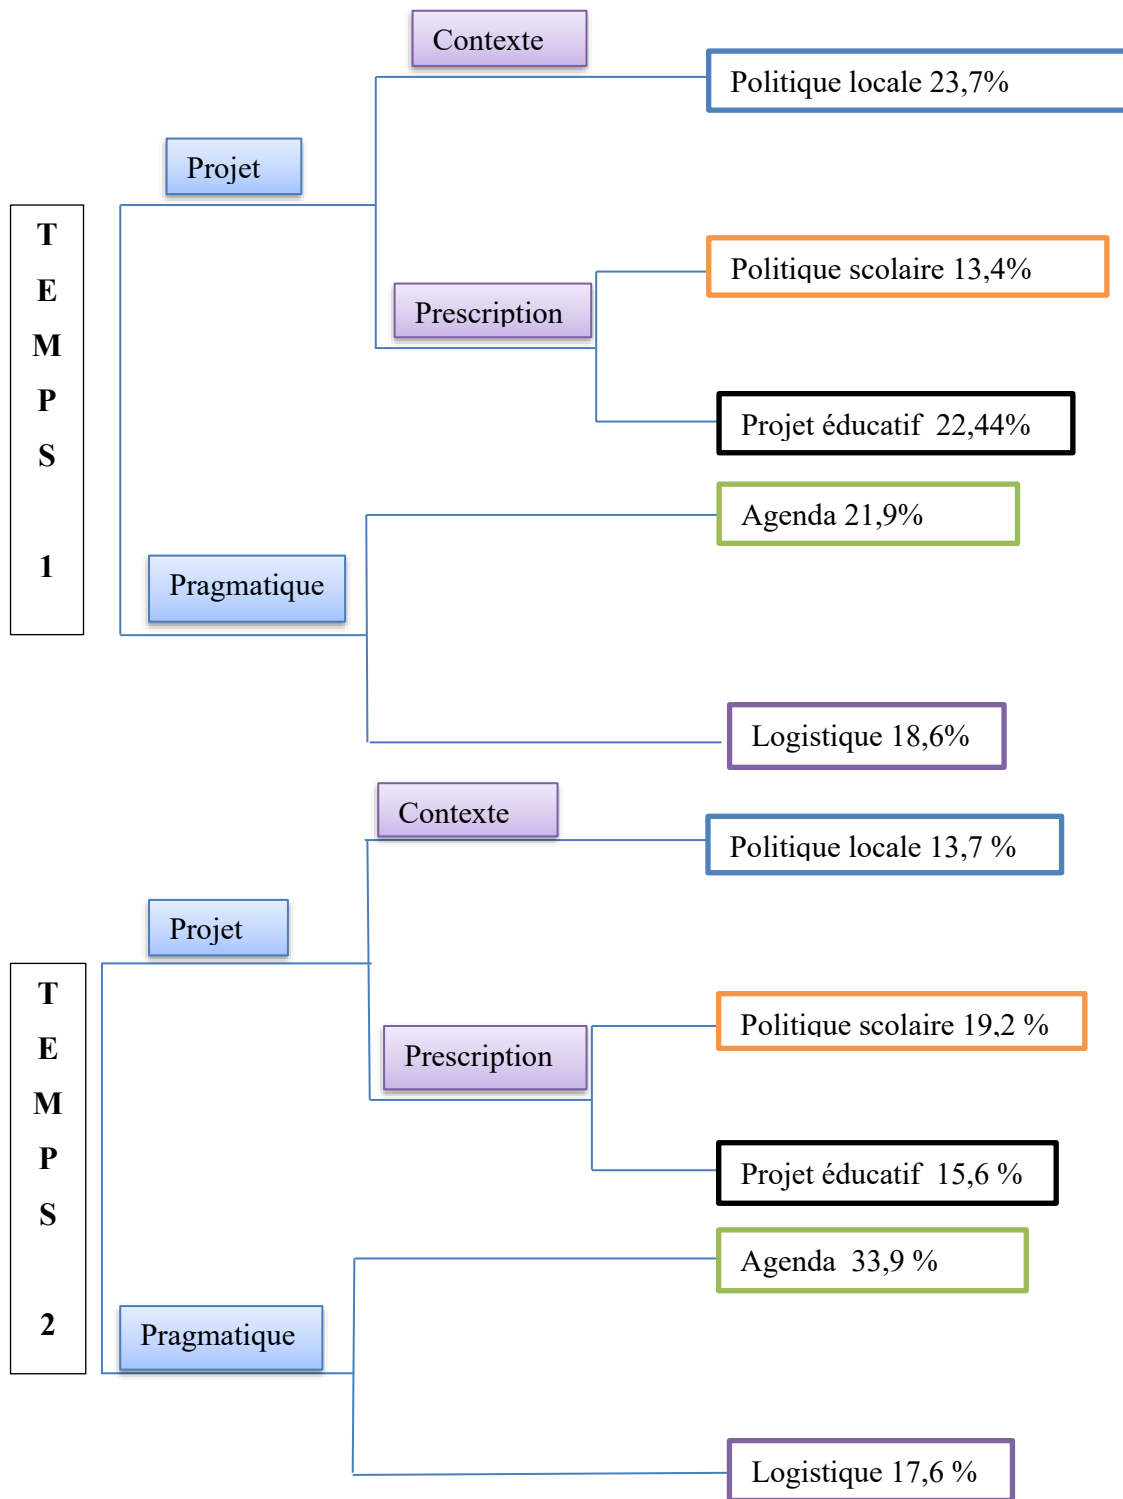 Contexte
Politique locale 23,7%
Projet
T
E
M
P
S
1
Politique scolaire 13,4%
Prescription
Projet éducatif  22,44%
Agenda 21,9%
Pragmatique
Logistique 18,6%
Contexte
Politique locale 13,7 %
Projet
T
E
M
P
S
2
Politique scolaire 19,2 %
Prescription
Projet éducatif  15,6 %
Agenda  33,9 %
Pragmatique
Logistique 17,6 %